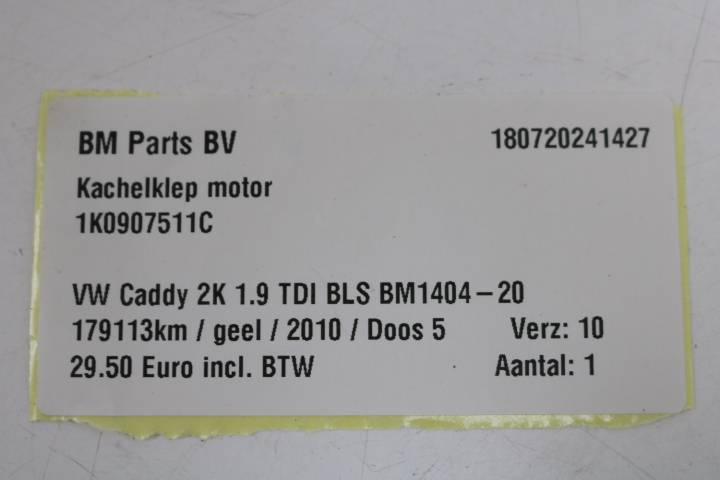 BM Parts BV 180720241427
Kachelklep motor
1K0907511C
VW Caddy 2K 1.9 TDI BLS BM1404-20
179113km / geel / 2010 / Doos 5 Verz: 10
29.50 Euro incl. BTW Aantal: 1